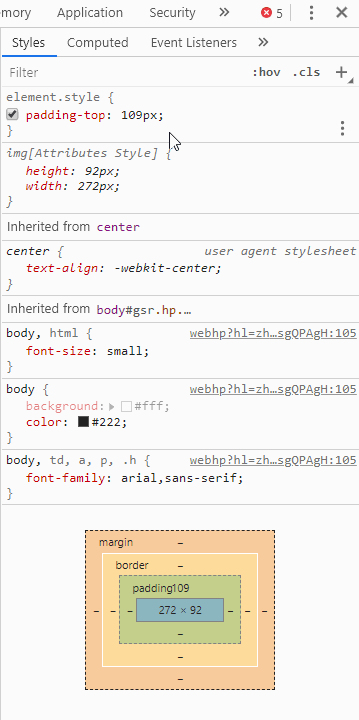 mory Application Security » 5
Styles Computed Event Listeners »
Filter :hov .cls +
element.style {
padding-top: 109px;
}
img[Attributes Style] {
height: 92px;
width: 272px;
}
Inherited from center
center { user agent stylesheet
text-align: -webkit-center;
}
Inherited from body#gsr.hp.…
body, html { webhp?hl=zh…sgQPAgH:105
font-size: small;
}
body { webhp?hl=zh…sgQPAgH:105
background: #fff;
color: #222;
}
body, td, a, p, .h { webhp?hl=zh…sgQPAgH:105
font-family: arial,sans-serif;
}
margin –
border –
padding109
– – – 272 × 92 – – –
–
–
–